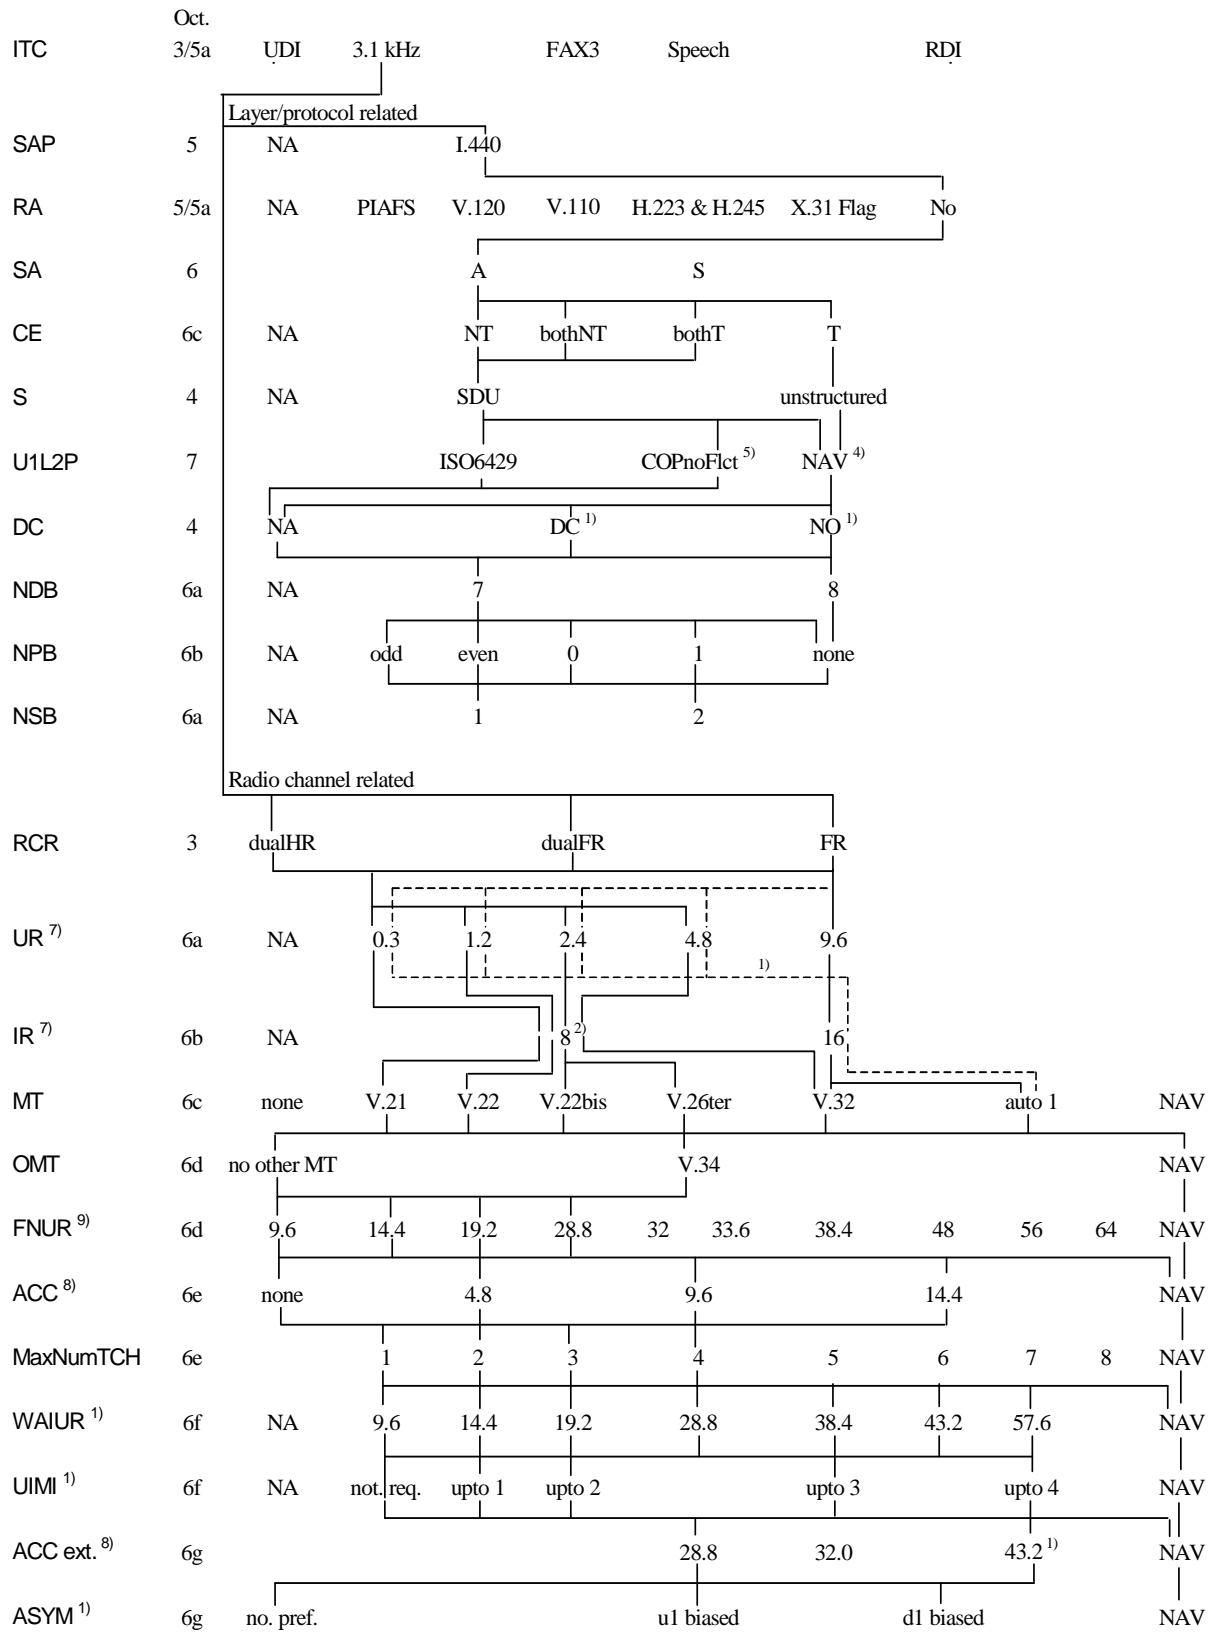 Oct.
ITC 3/5a UDI 3.1 kHz FAX3 Speech RDI
Layer/protocol related
SAP 5 NA I.440
RA 5/5a NA PIAFS V.120 V.110 H.223 & H.245 X.31 Flag No
SA 6 A S
CE 6c NA NT bothNT bothT T
S 4 NA SDU unstructured
U1L2P 7 ISO6429 COPnoFlct 5) NAV 4)
DC 4 NA DC 1) NO 1)
NDB 6a NA 7 8
NPB 6b NA odd even 0 1 none
NSB 6a NA 1 2
Radio channel related
RCR 3 dualHR dualFR FR
UR 7) 6a NA 0.3 1.2 2.4 4.8 9.6
1)
IR 7) 6b NA 8 2) 16
MT 6c none V.21 V.22 V.22bis V.26ter V.32 auto 1 NAV
OMT 6d no other MT V.34 NAV
FNUR 9) 6d 9.6 14.4 19.2 28.8 32 33.6 38.4 48 56 64 NAV
ACC 8) 6e none 4.8 9.6 14.4 NAV
MaxNumTCH 6e 1 2 3 4 5 6 7 8 NAV
WAIUR 1) 6f NA 9.6 14.4 19.2 28.8 38.4 43.2 57.6 NAV
UIMI 1) 6f NA not. req. upto 1 upto 2 upto 3 upto 4 NAV
ACC ext. 8) 6g 28.8 32.0 43.2 1) NAV
ASYM 1) 6g no. pref. u1 biased d1 biased NAV